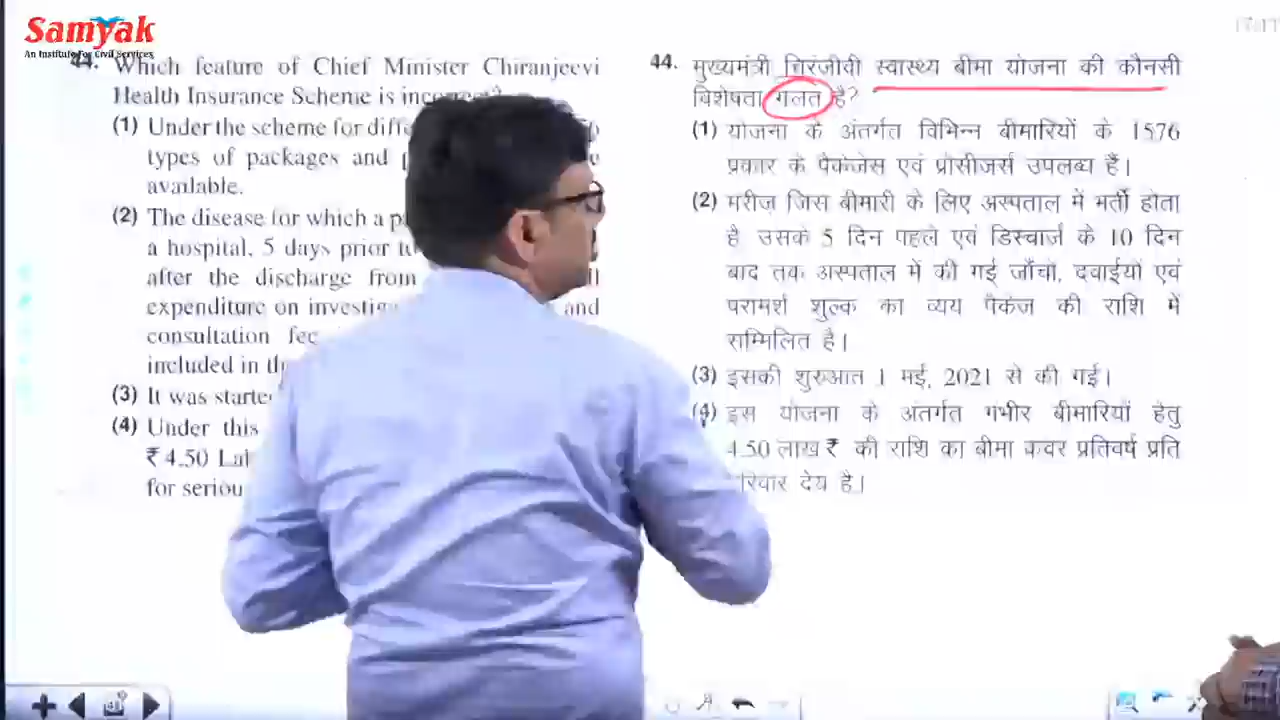 Samyak
An Institute For Civil Services
44. Which feature of Chief Minister Chiranjeevi
Health Insurance Scheme is
(1) Under the scheme for
types of packages and
available.
(2) The disease for which a
a hospital, 5 days prior
after the discharge from
expenditure on and
consultation
included in
(3) It was
(4) Under this
₹ 4.50
for
44. मुख्यमंत्री चिरंजीवी स्वास्थ्य बीमा योजना की कौनसी
विशेषता गलत है?
(1) योजना के अंतर्गत विभिन्न बीमारियों के 1576
प्रकार के पैकेजेस एवं प्रोसीजर्स उपलब्ध हैं।
(2) मरीज़ जिस बीमारी के लिए अस्पताल में भर्ती होता
है उसके 5 दिन पहले एवं डिस्चार्ज के 10 दिन
बाद तक अस्पताल में की गई जाँचों, दवाईयों एवं
परामर्श शुल्क का व्यय पैकेज की राशि में
सम्मिलित है।
(3) इसकी शुरुआत 1 मई, 2021 से की गई।
(4) इस योजना के अंतर्गत गंभीर बीमारियों हेतु
4.50 लाख ₹ की राशि का बीमा कवर प्रतिवर्ष प्रति
देय है।